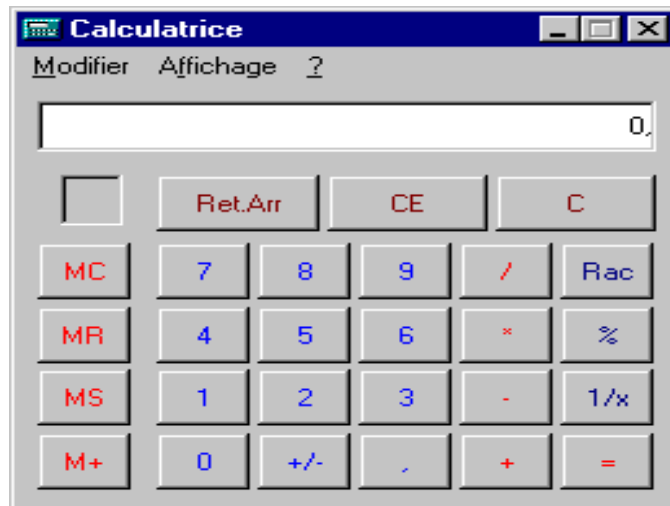 Calculatrice
Modifier Affichage ?
0,
Ret.Arr CE C
MC 7 8 9 / Rac
MR 4 5 6 * %
MS 1 2 3 - 1/x
M+ 0 +/- , + =